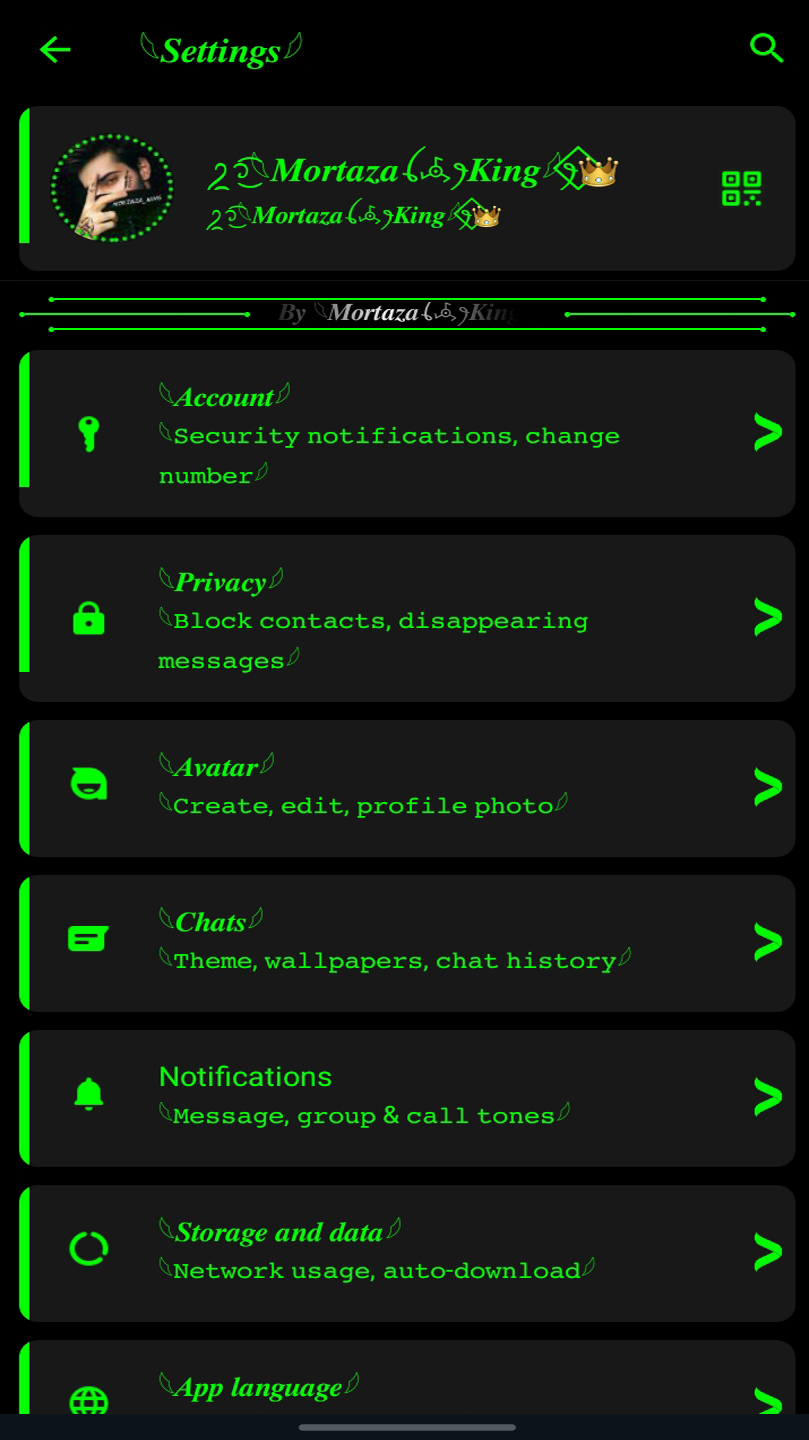 Settings
Mortaza King👑
Mortaza King👑
By Mortaza King
Account
Security notifications, change
number
Privacy
Block contacts, disappearing
messages
Avatar
Create, edit, profile photo
Chats
Theme, wallpapers, chat history
Notifications
Message, group & call tones
Storage and data
Network usage, auto-download
App language